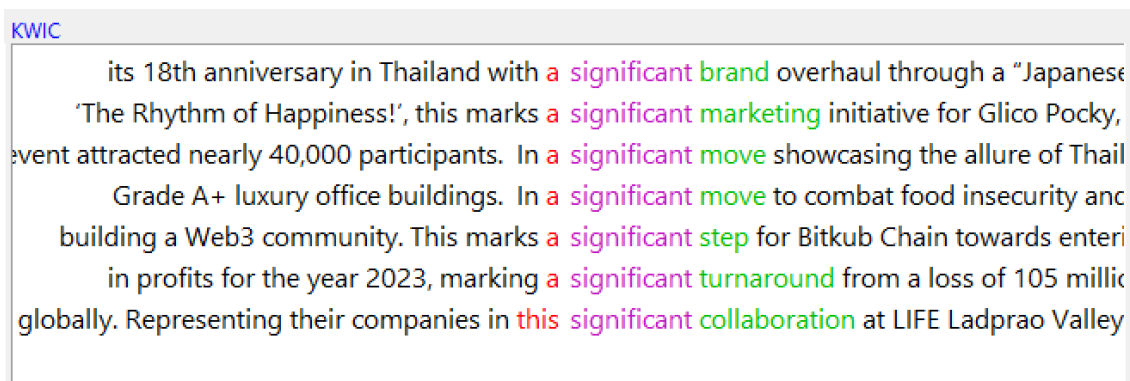 KWIC
its 18th anniversary in Thailand with a significant brand overhaul through a “Japanese
‘The Rhythm of Happiness!’, this marks a significant marketing initiative for Glico Pocky,
event attracted nearly 40,000 participants. In a significant move showcasing the allure of Thail
Grade A+ luxury office buildings. In a significant move to combat food insecurity and
building a Web3 community. This marks a significant step for Bitkub Chain towards enteri
in profits for the year 2023, marking a significant turnaround from a loss of 105 millic
globally. Representing their companies in this significant collaboration at LIFE Ladprao Valley